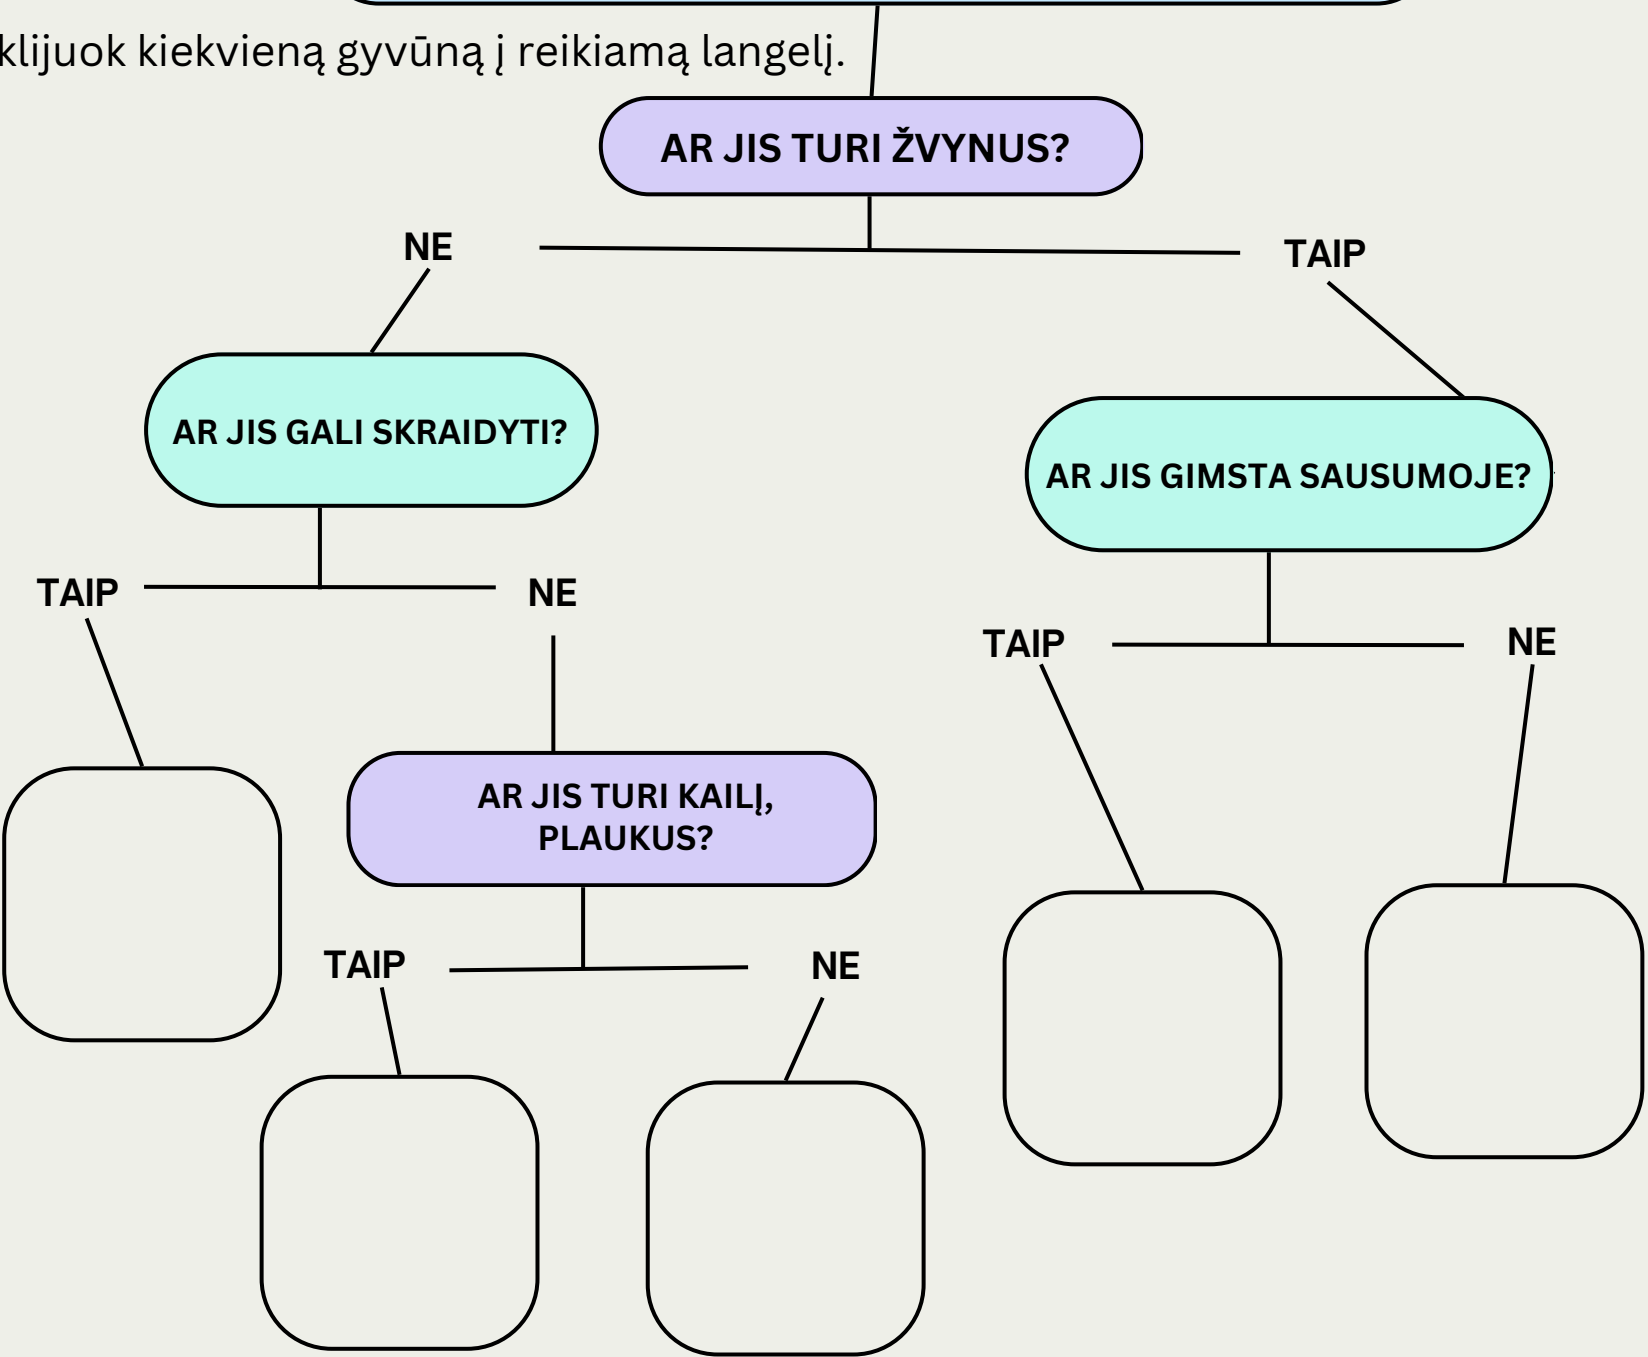 klijuok kiekvieną gyvūną į reikiamą langelį.
AR JIS TURI ŽVYNUS?
NE
TAIP
AR JIS GALI SKRAIDYTI?
AR JIS GIMSTA SAUSUMOJE?
TAIP
NE
TAIP
NE
AR JIS TURI KAILĮ,
PLAUKUS?
TAIP
NE